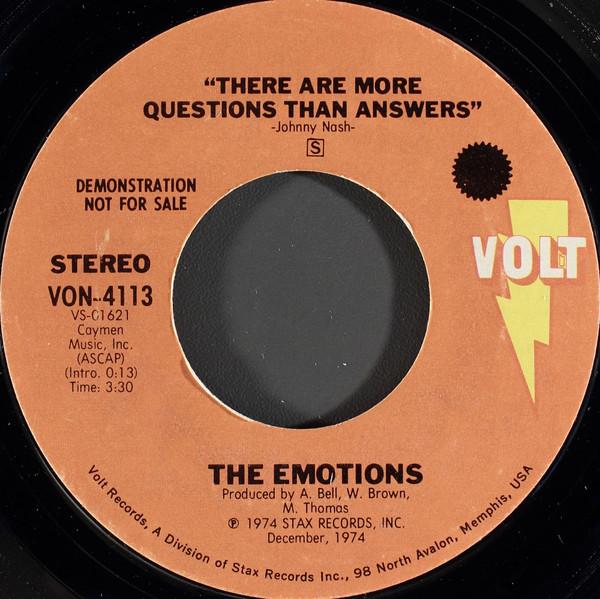 "THERE ARE MORE
QUESTIONS THAN ANSWERS"
-Johnny Nash-
S
DEMONSTRATION
NOT FOR SALE
STEREO
VON-4113
VS-01621
Caymen
Music, Inc.
(ASCAP)
(Intro. 0:13)
Time: 3:30
VOLT
THE EMOTIONS
Produced by A. Bell, W. Brown,
M. Thomas
℗ 1974 STAX RECORDS, INC.
December, 1974
Volt Records, A Division of Stax Records Inc., 98 North Avalon, Memphis, USA